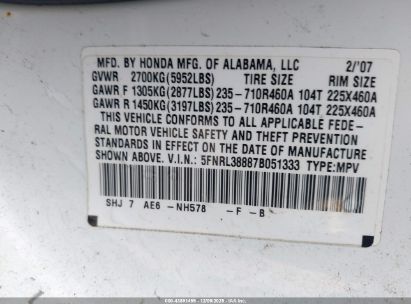 MFD. BY HONDA MFG. OF ALABAMA, LLC 2/'07
GVWR 2700KG(5952LBS) TIRE SIZE RIM SIZE
GAWR F 1305KG(2877LBS) 235-710R460A 104T 225X460A
GAWR R 1450KG(3197LBS) 235-710R460A 104T 225X460A
THIS VEHICLE CONFORMS TO ALL APPLICABLE FEDE-
RAL MOTOR VEHICLE SAFETY AND THEFT PREVENTION
STANDARDS IN EFFECT ON THE DATE OF MANUFACTURE
SHOWN ABOVE. V.I.N.: 5FNRL38887B051333 TYPE:MPV
SHJ 7 AE6 -NH578 -F -B